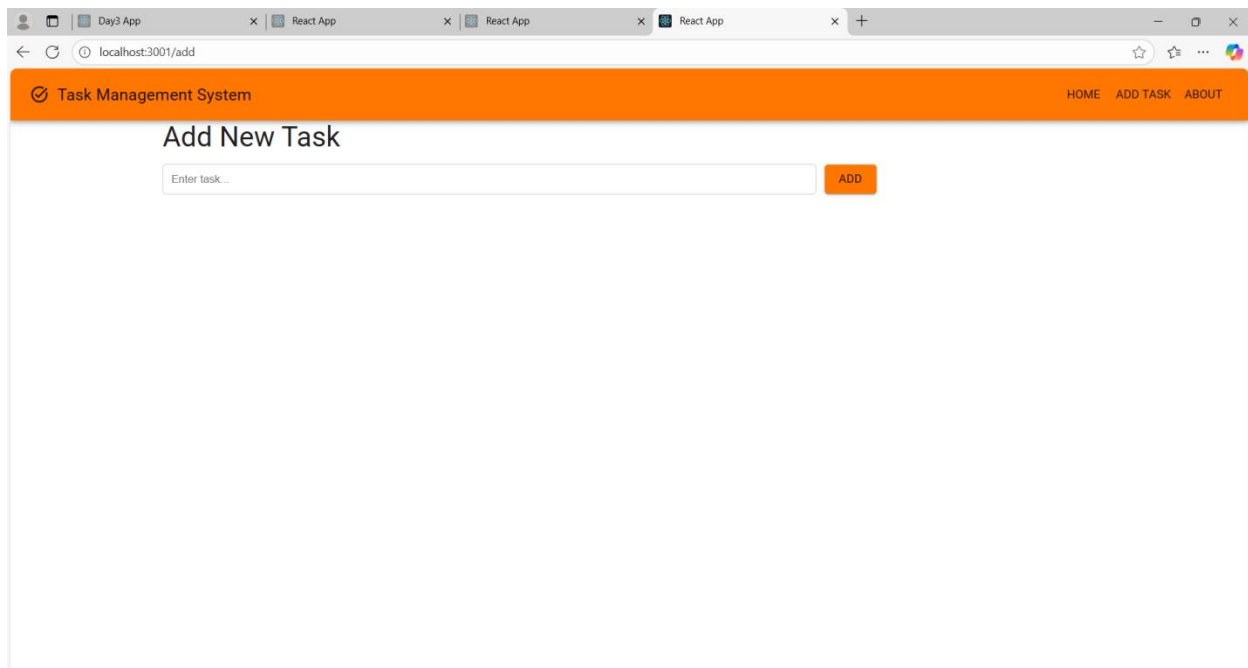 Day3 App
React App
React App
React App
localhost:3001/add
Task Management System
HOME ADD TASK ABOUT
Add New Task
Enter task...
ADD